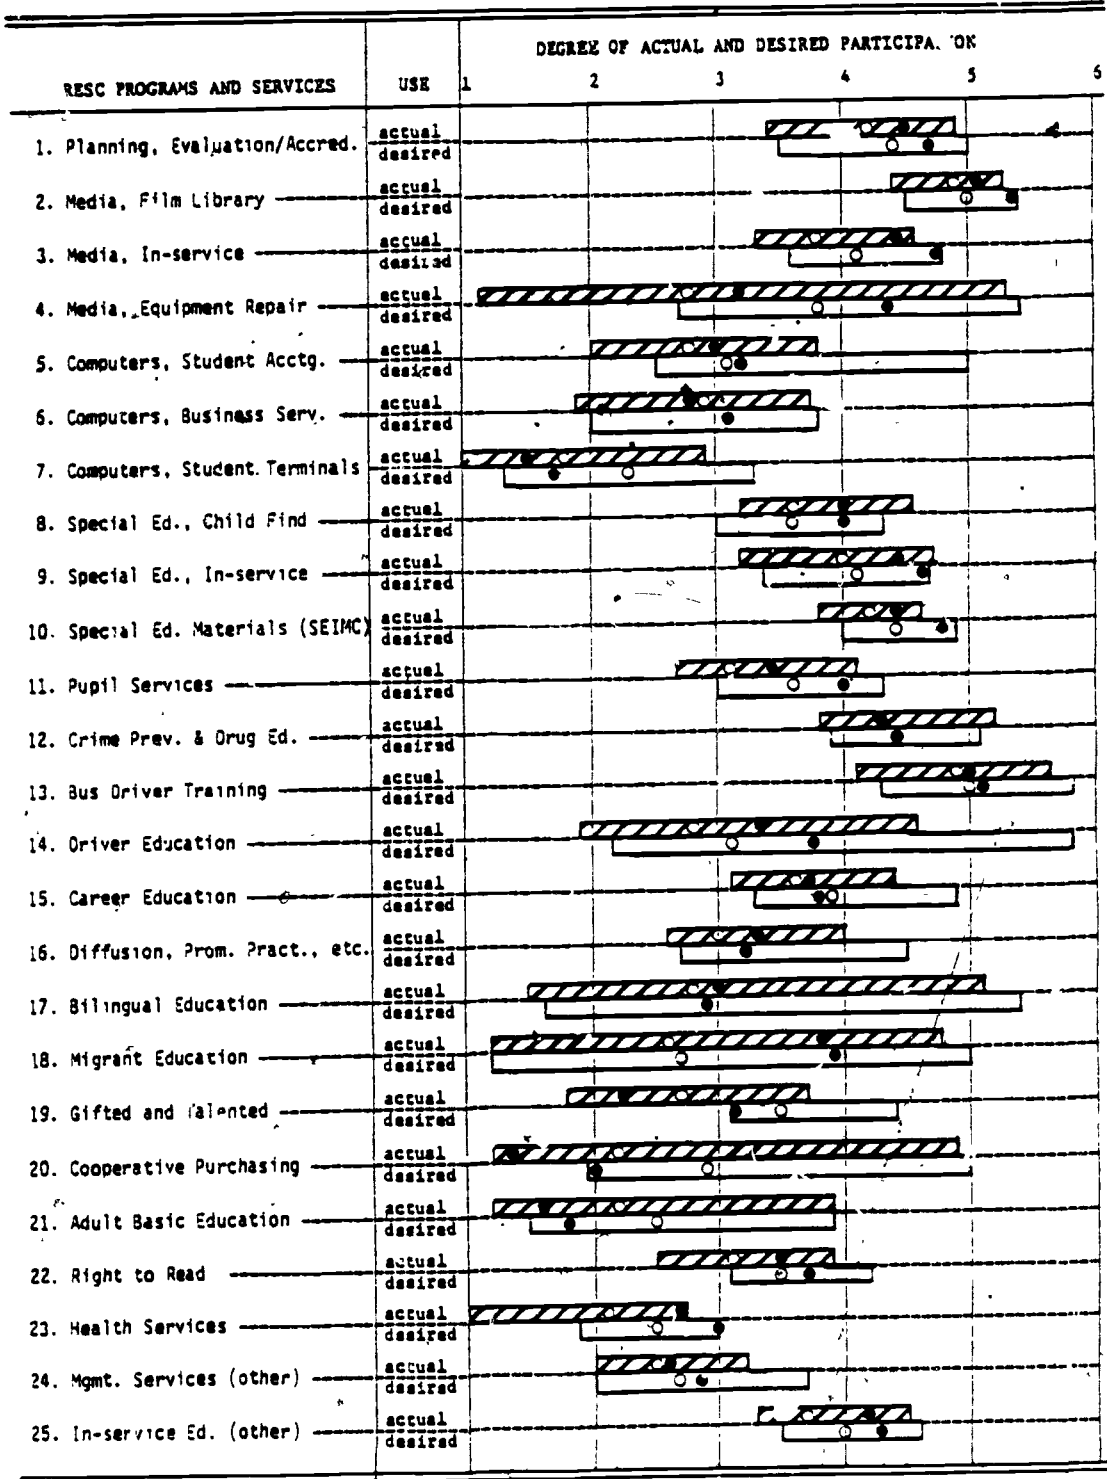 DEGREE OF ACTUAL AND DESIRED PARTICIPA. ON
RESC PROGRAMS AND SERVICES USE 1 2 3 4 5 6
1. Planning, Evaluation/Accred. actual
desired
2. Media, Film Library actual
desired
3. Media, In-service actual
desired
4. Media, Equipment Repair actual
desired
5. Computers, Student Acctg. actual
desired
6. Computers, Business Serv. actual
desired
7. Computers, Student Terminals actual
desired
8. Special Ed., Child Find actual
desired
9. Special Ed., In-service actual
desired
10. Special Ed. Materials (SEIMC) actual
desired
11. Pupil Services actual
desired
12. Crime Prev. & Drug Ed. actual
desired
13. Bus Driver Training actual
desired
14. Driver Education actual
desired
15. Career Education actual
desired
16. Diffusion, Prom. Pract., etc. actual
desired
17. Bilingual Education actual
desired
18. Migrant Education actual
desired
19. Gifted and Talented actual
desired
20. Cooperative Purchasing actual
desired
21. Adult Basic Education actual
desired
22. Right to Read actual
desired
23. Health Services actual
desired
24. Mgmt. Services (other) actual
desired
25. In-service Ed. (other) actual
desired